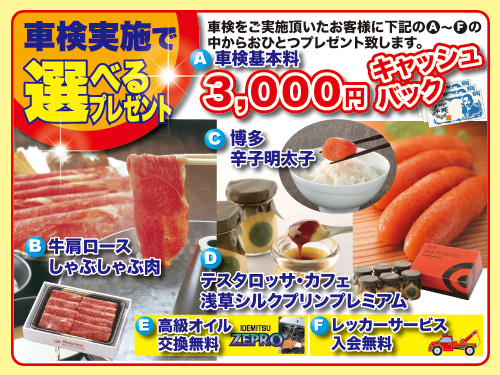 車検実施で
選べる
プレゼント
車検をご実施頂いたお客様に下記のA～Fの
中からおひとつプレゼント致します。
A 車検基本料
3,000円
キャッシュ
バック
C 博多
辛子明太子
B 牛肩ロース
しゃぶしゃぶ肉
D
テスタロッサ・カフェ
浅草シルクプリンプレミアム
E 高級オイル
交換無料
IDEMITSU
ZEPRO
F レッカーサービス
入会無料